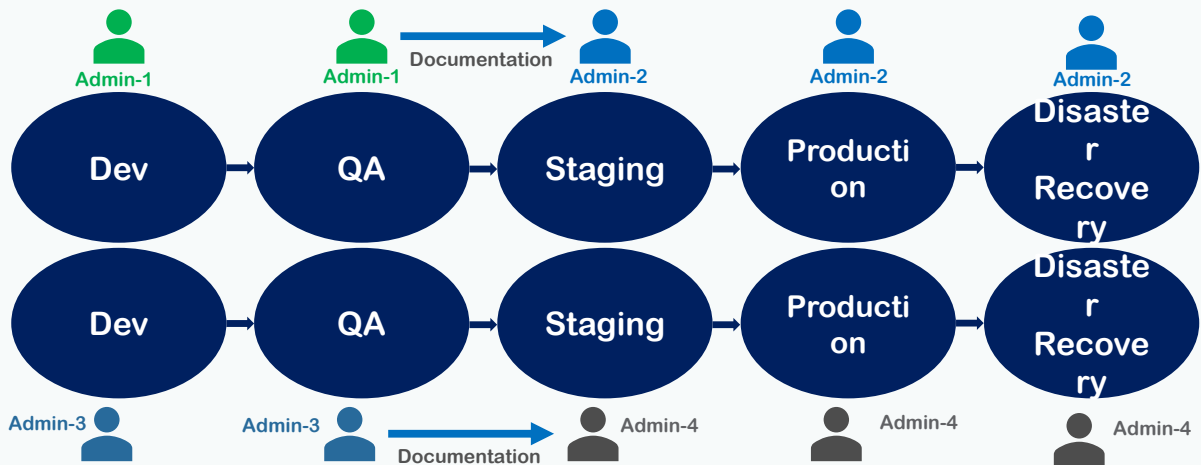 Admin-1
Admin-1
Documentation
Admin-2
Admin-2
Admin-2
Dev
QA
Staging
Producti
on
Disaste
r
Recove
ry
Dev
QA
Staging
Producti
on
Disaste
r
Recove
ry
Admin-3
Admin-3
Documentation
Admin-4
Admin-4
Admin-4